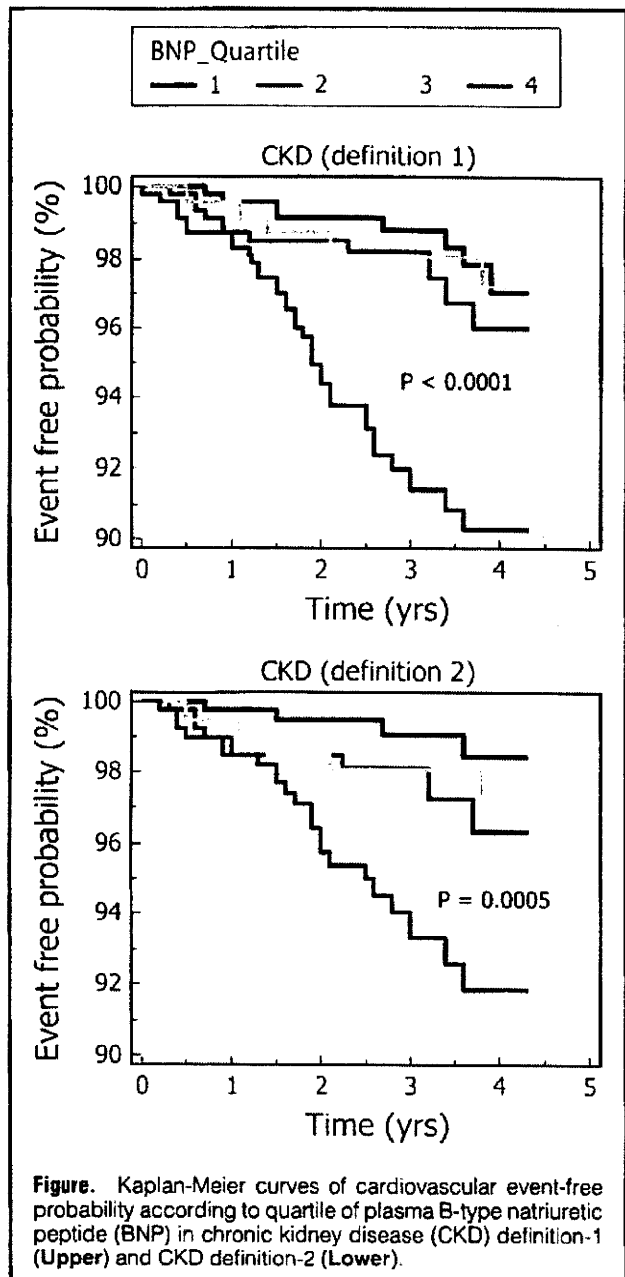 BNP_Quartile
1 2 3 4
CKD (definition 1)
Event free probability (%)
100
98
96
94
92
90
P < 0.0001
0 1 2 3 4 5
Time (yrs)
CKD (definition 2)
Event free probability (%)
100
98
96
94
92
90
P = 0.0005
0 1 2 3 4 5
Time (yrs)
Figure. Kaplan-Meier curves of cardiovascular event-free
probability according to quartile of plasma B-type natriuretic
peptide (BNP) in chronic kidney disease (CKD) definition-1
(Upper) and CKD definition-2 (Lower).